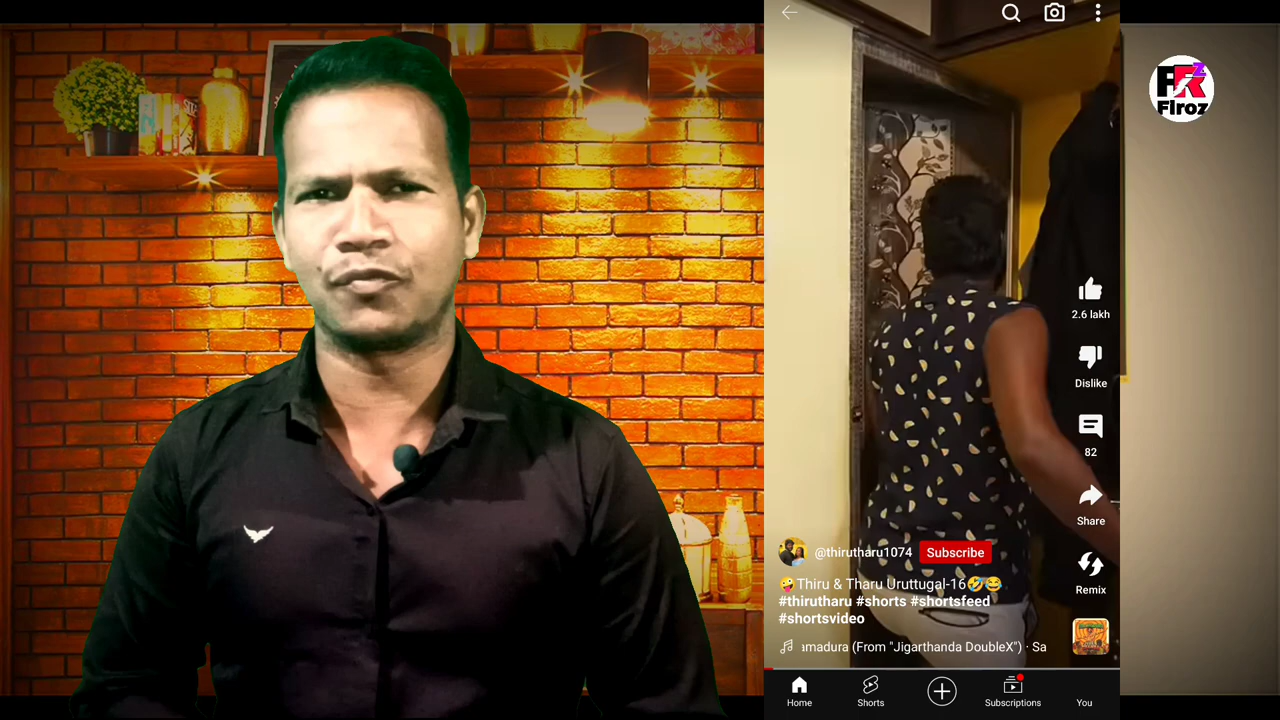 FFz
FIroz
2.6 lakh
Dislike
82
Share
Remix
@thirutharu1074
Subscribe
🤪Thiru & Tharu Uruttugal-16🤣😂
#thirutharu #shorts #shortsfeed
#shortsvideo
amadura (From "Jigarthanda DoubleX") · Sa
Home
Shorts
Subscriptions
You